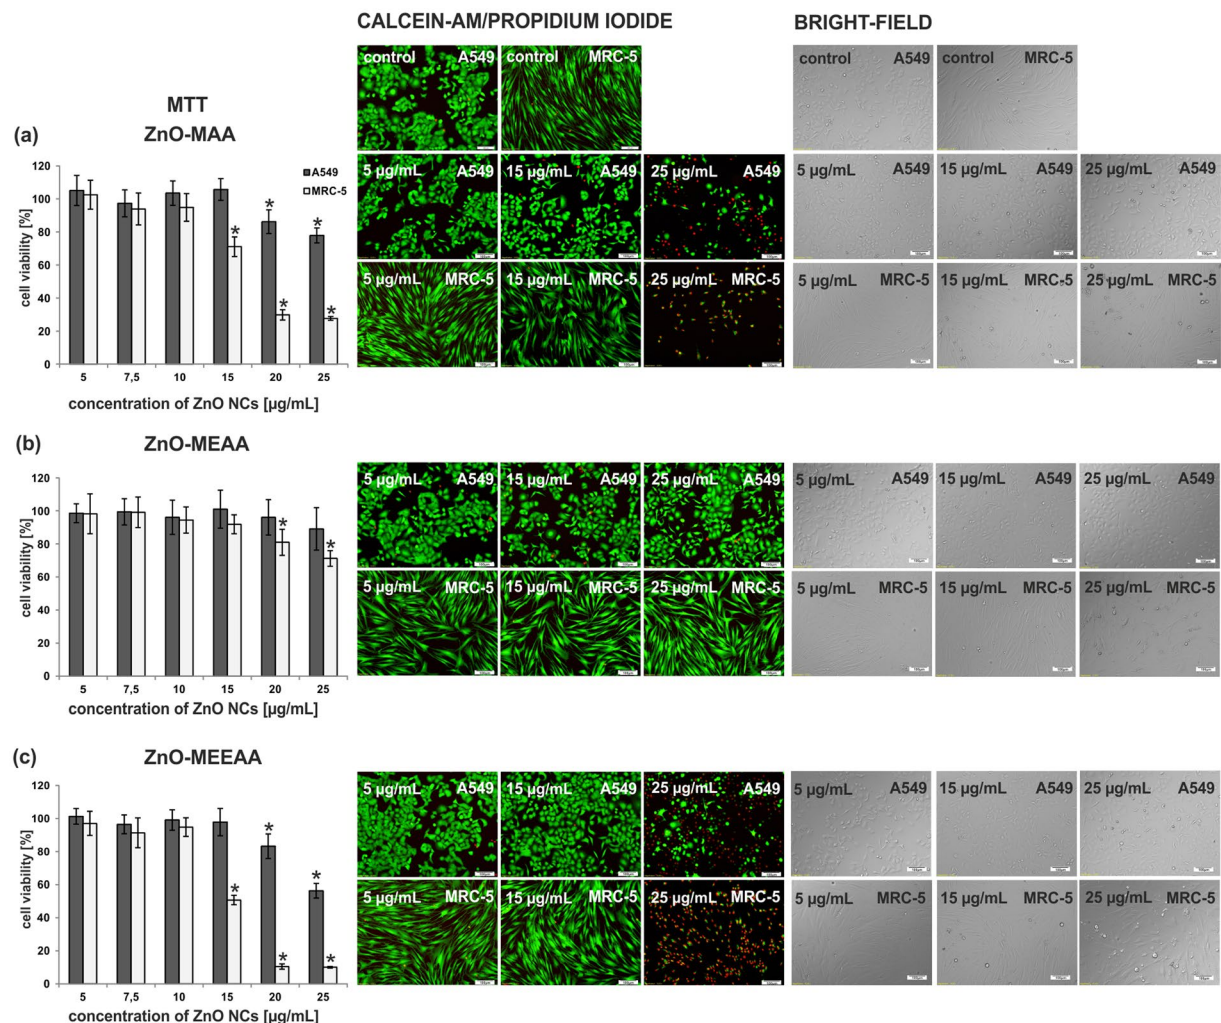 CALCEIN-AM/PROPIDIUM IODIDE
BRIGHT-FIELD
control A549
control MRC-5
control A549
control MRC-5
MTT
(a) ZnO-MAA
120
100
80
60
40
20
0
cell viability [%]
A549
MRC-5
* *
* * *
5 7,5 10 15 20 25
concentration of ZnO NCs [µg/mL]
5 µg/mL A549
15 µg/mL A549
25 µg/mL A549
5 µg/mL A549
15 µg/mL A549
25 µg/mL A549
5 µg/mL MRC-5
15 µg/mL MRC-5
25 µg/mL MRC-5
5 µg/mL MRC-5
15 µg/mL MRC-5
25 µg/mL MRC-5
(b) ZnO-MEAA
120
100
80
60
40
20
0
cell viability [%]
* *
5 7,5 10 15 20 25
concentration of ZnO NCs [µg/mL]
5 µg/mL A549
15 µg/mL A549
25 µg/mL A549
5 µg/mL A549
15 µg/mL A549
25 µg/mL A549
5 µg/mL MRC-5
15 µg/mL MRC-5
25 µg/mL MRC-5
5 µg/mL MRC-5
15 µg/mL MRC-5
25 µg/mL MRC-5
(c) ZnO-MEEAA
120
100
80
60
40
20
0
cell viability [%]
* *
* * *
5 7,5 10 15 20 25
concentration of ZnO NCs [µg/mL]
5 µg/mL A549
15 µg/mL A549
25 µg/mL A549
5 µg/mL A549
15 µg/mL A549
25 µg/mL A549
5 µg/mL MRC-5
15 µg/mL MRC-5
25 µg/mL MRC-5
5 µg/mL MRC-5
15 µg/mL MRC-5
25 µg/mL MRC-5